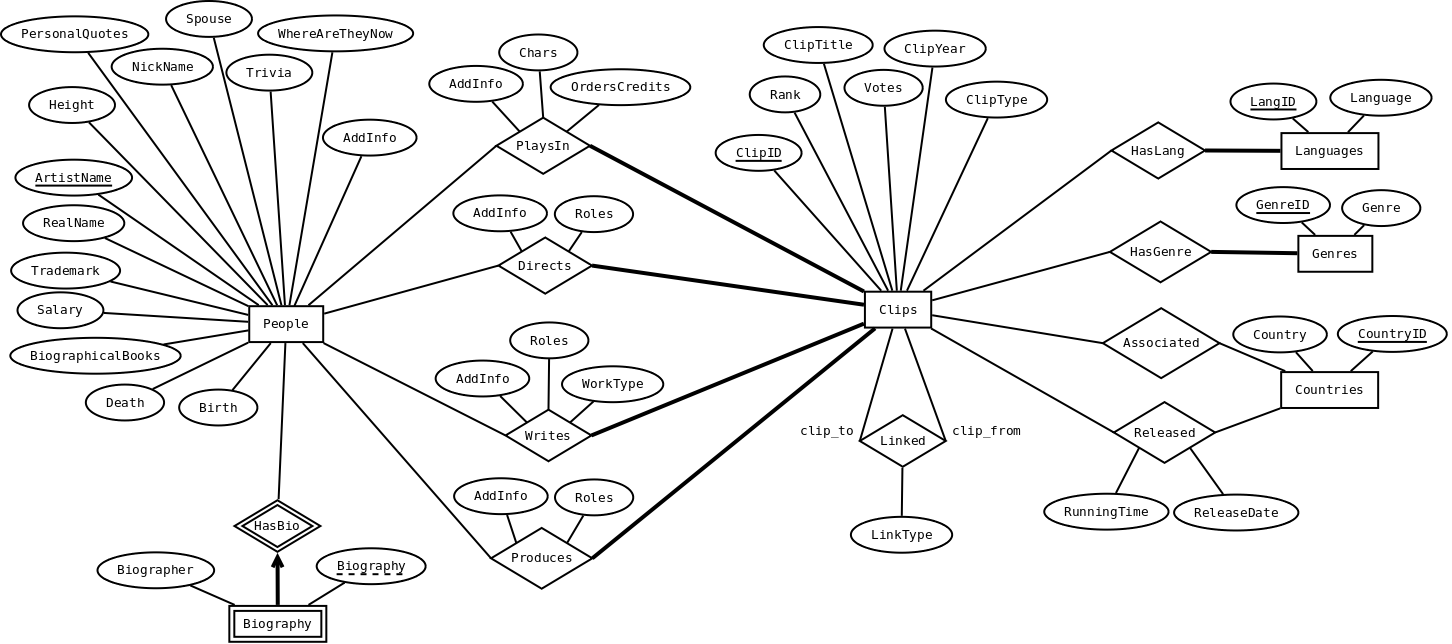 Spouse
PersonalQuotes
WhereAreTheyNow
NickName
Trivia
Height
AddInfo
ArtistName
RealName
Trademark
Salary
BiographicalBooks
Death
Birth
People
HasBio
Biographer
Biography
Biography
Chars
AddInfo
OrdersCredits
PlaysIn
AddInfo
Roles
Directs
Roles
AddInfo
WorkType
Writes
AddInfo
Roles
Produces
ClipTitle
ClipYear
Rank
Votes
ClipType
ClipID
Clips
clip_to
Linked
clip_from
LinkType
LangID
Language
HasLang
Languages
GenreID
Genre
HasGenre
Genres
Associated
Country
CountryID
Countries
Released
RunningTime
ReleaseDate